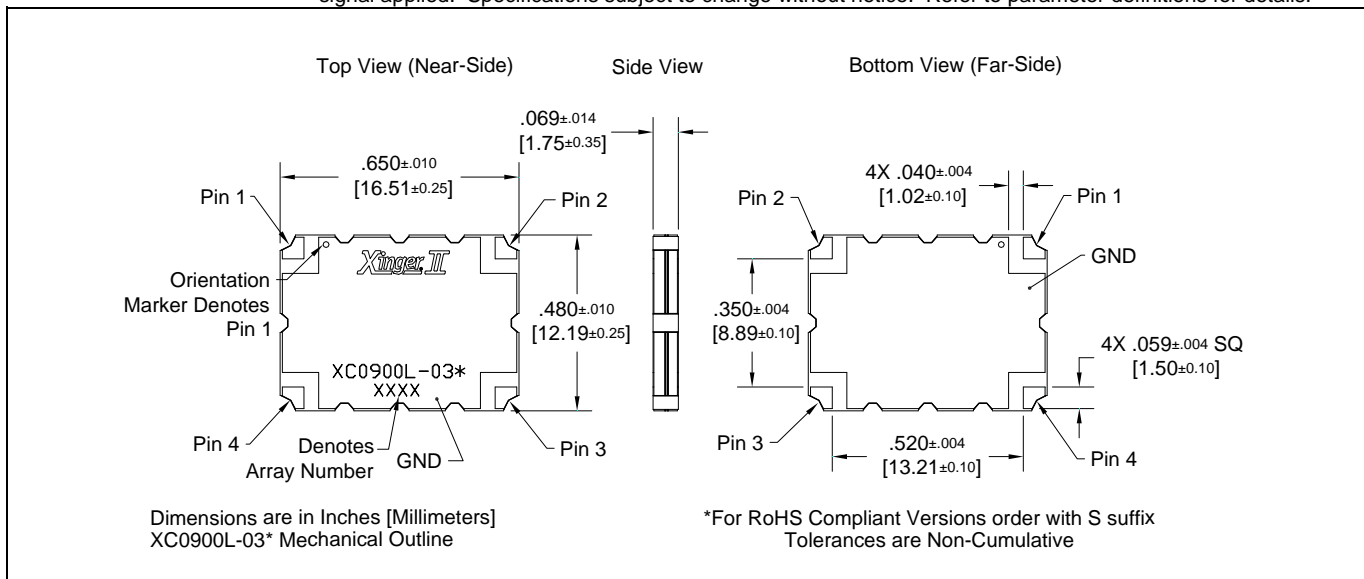 signal applied. Specifications subject to change without notice. Refer to parameter definitions for details.
Top View (Near-Side)
Side View
Bottom View (Far-Side)
.069±.014
[1.75±0.35]
.650±.010
[16.51±0.25]
4X .040±.004
[1.02±0.10]
Pin 1
Pin 2
Pin 2
Pin 1
Xinger II
GND
Orientation
Marker Denotes
Pin 1
.480±.010
[12.19±0.25]
.350±.004
[8.89±0.10]
4X .059±.004 SQ
[1.50±0.10]
XC0900L-03*
XXXX
Pin 4
Denotes
Array Number
GND
Pin 3
Pin 3
.520±.004
[13.21±0.10]
Pin 4
Dimensions are in Inches [Millimeters]
XC0900L-03* Mechanical Outline
*For RoHS Compliant Versions order with S suffix
Tolerances are Non-Cumulative